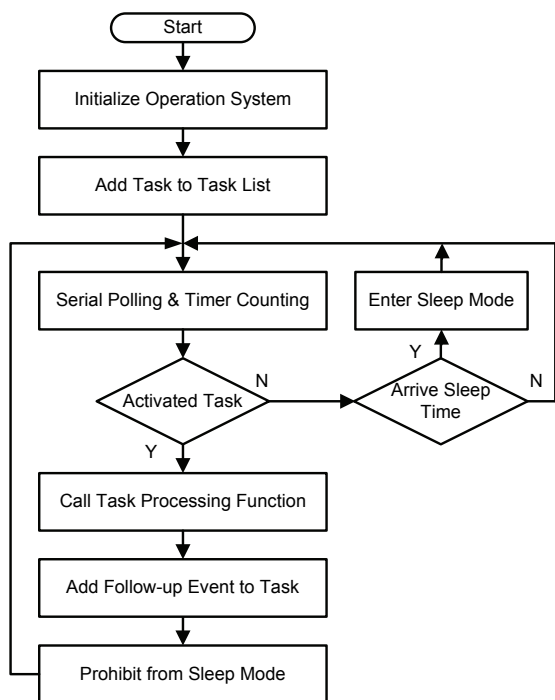 Start
Initialize Operation System
Add Task to Task List
Serial Polling & Timer Counting
Enter Sleep Mode
Activated Task
N
Y
Arrive Sleep
Time
N
Y
Call Task Processing Function
Add Follow-up Event to Task
Prohibit from Sleep Mode